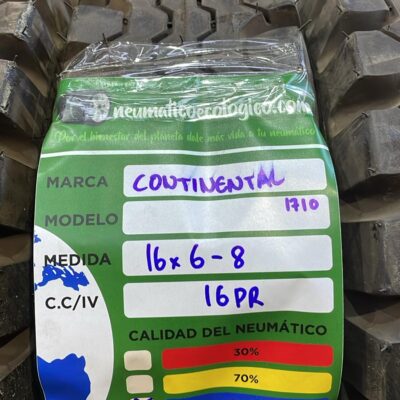 neumaticoecologico.com
Por el bienestar del planeta dale más vida a tu neumático
MARCA CONTINENTAL
MODELO 1710
MEDIDA 16x6-8
C.C/IV 16PR
CALIDAD DEL NEUMÁTICO
30%
70%